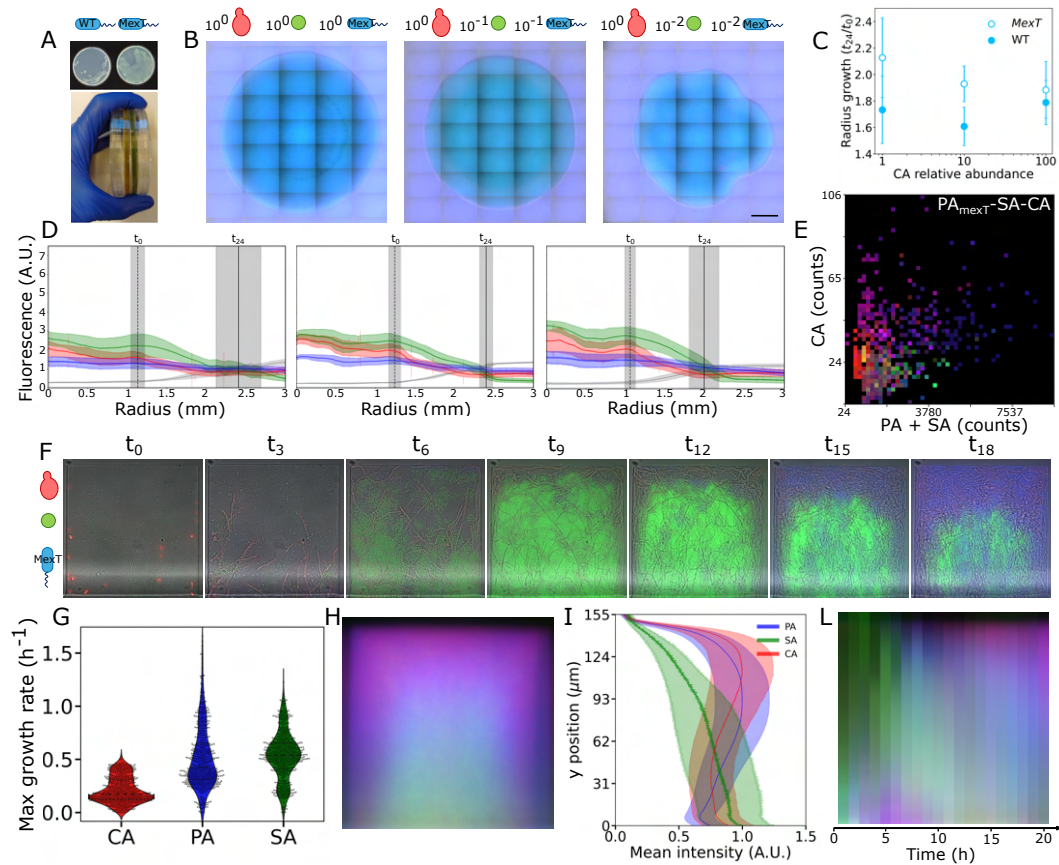 WT MexT
A
B
10⁰ 10⁰ 10⁰ MexT
10⁰ 10⁻¹ 10⁻¹ MexT
10⁰ 10⁻² 10⁻² MexT
C
Radius growth (t24/t0)
2.4
2.2
2.0
1.8
1.6
1.4
MexT
WT
1 10 100
CA relative abundance
D
Fluorescence (A.U.)
7
6
5
4
3
2
1
0
t₀ t₂₄
t₀ t₂₄
t₀ t₂₄
0 0.5 1 1.5 2 2.5 3
0 0.5 1 1.5 2 2.5 3
0 0.5 1 1.5 2 2.5 3
Radius (mm)
Radius (mm)
Radius (mm)
E
PAmexT-SA-CA
CA (counts)
106
65
24
24 3780 7537
PA + SA (counts)
F
t₀ t₃ t₆ t₉ t₁₂ t₁₅ t₁₈
MexT
G
Max growth rate (h⁻¹)
1.5
1.0
0.5
0.0
CA PA SA
H
I
y position (μm)
155
124
93
62
31
0
PA
SA
CA
0.0 0.5 1.0 1.5
Mean intensity (A.U.)
L
0 5 10 15 20
Time (h)